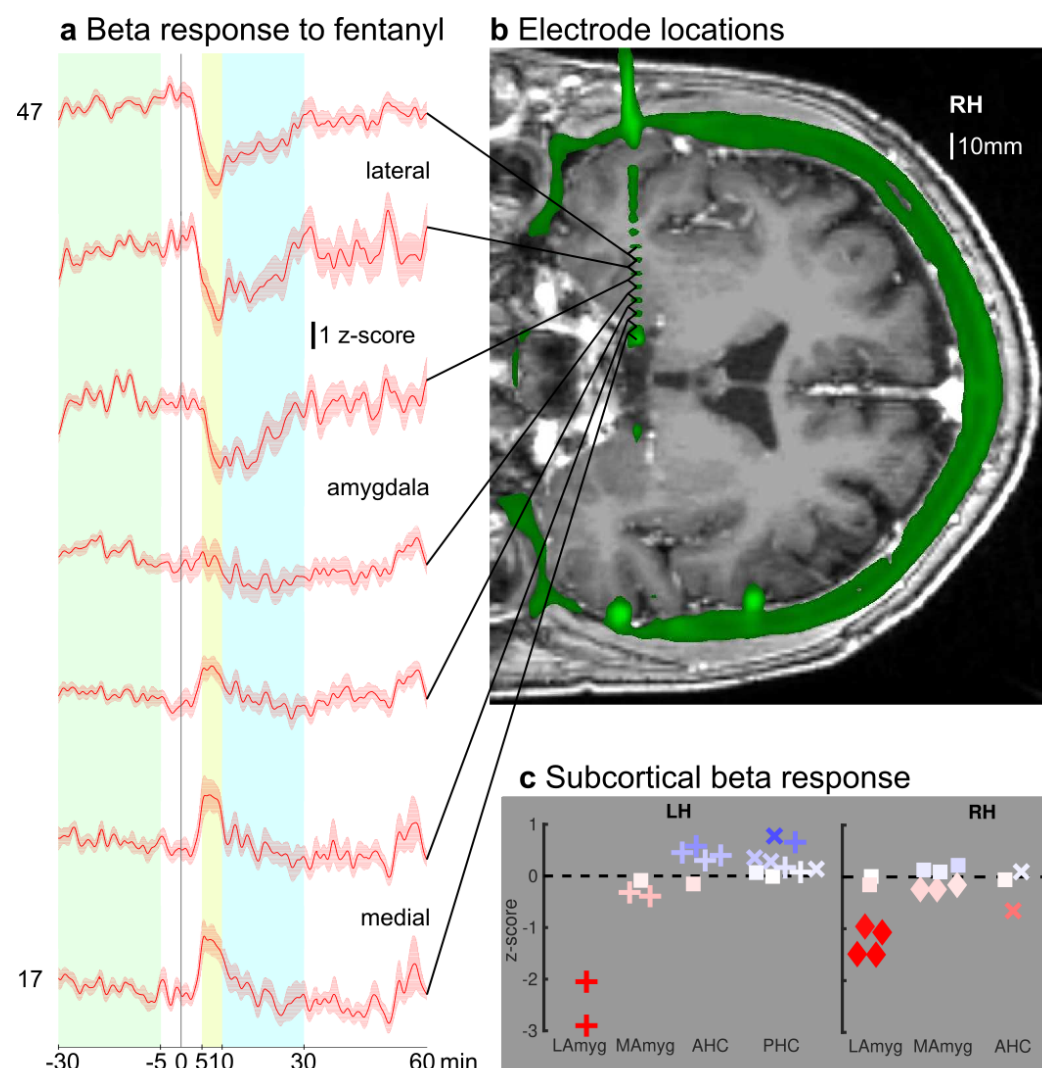 a Beta response to fentanyl
47
lateral
1 z-score
amygdala
medial
17
-30 -5 0 5 10 30 60 min
b Electrode locations
RH
10mm
c Subcortical beta response
LH RH
z-score
1
0
-1
-2
-3
LAmyg MAmyg AHC PHC LAmyg MAmyg AHC